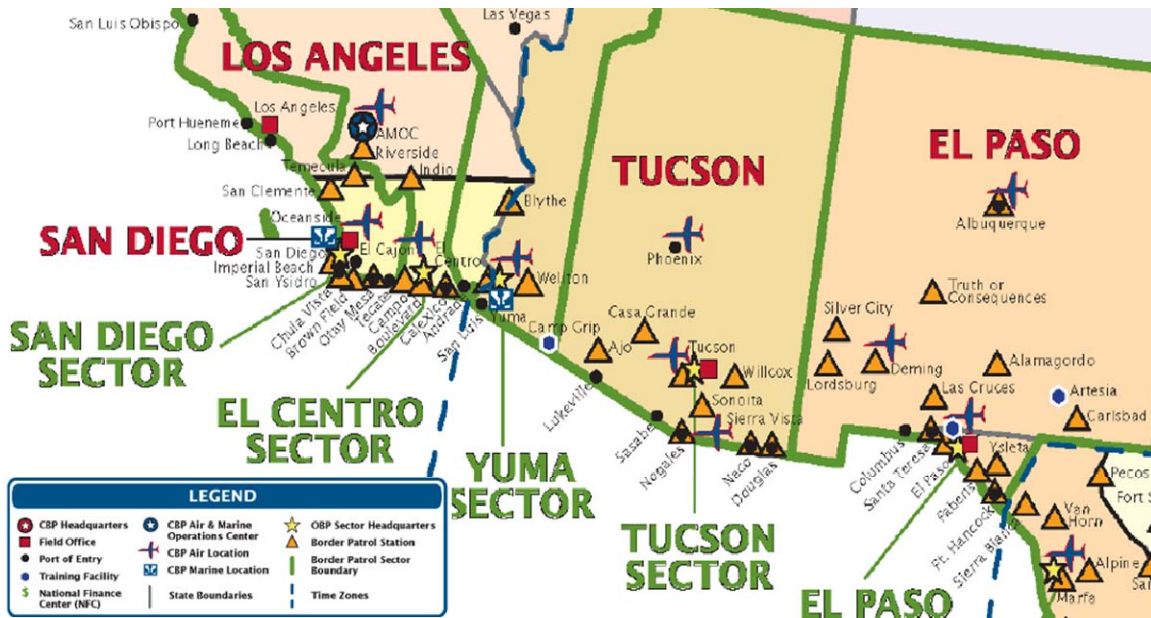 San Luis Obispo
Las Vegas
LOS ANGELES
Los Angeles
Port Hueneme
Long Beach
AMOC
Riverside
Temecula
Indio
San Clemente
Blythe
Oceanside
SAN DIEGO
San Diego
El Cajon
El
Centro
Imperial Beach
San Ysidro
Chula Vista
Brown Field
Otay Mesa
Tecate
Campo
Boulevard
Calexico
Andrade
San Luis
Yuma
Wellton
Camp Grip
TUCSON
Phoenix
Casa Grande
Ajo
Tucson
Willcox
Sonoita
Sierra Vista
Lukeville
Sasabe
Nogales
Naco
Douglas
EL PASO
Albuquerque
Truth or
Consequences
Silver City
Lordsburg
Deming
Alamagordo
Las Cruces
Artesia
Carlsbad
Columbus
Santa Teresa
El Paso
Ysleta
Fabens
Ft. Hancock
Sierra Blanca
Pecos
Fort S
Van
Horn
Alpine
San
Marfa
SAN DIEGO
SECTOR
EL CENTRO
SECTOR
YUMA
SECTOR
TUCSON
SECTOR
EL PASO
LEGEND
CBP Headquarters
Field Office
Port of Entry
Training Facility
$
National Finance
Center (NFC)
CBP Air & Marine
Operations Center
CBP Air Location
CBP Marine Location
State Boundaries
OBP Sector Headquarters
Border Patrol Station
Border Patrol Sector
Boundary
Time Zones